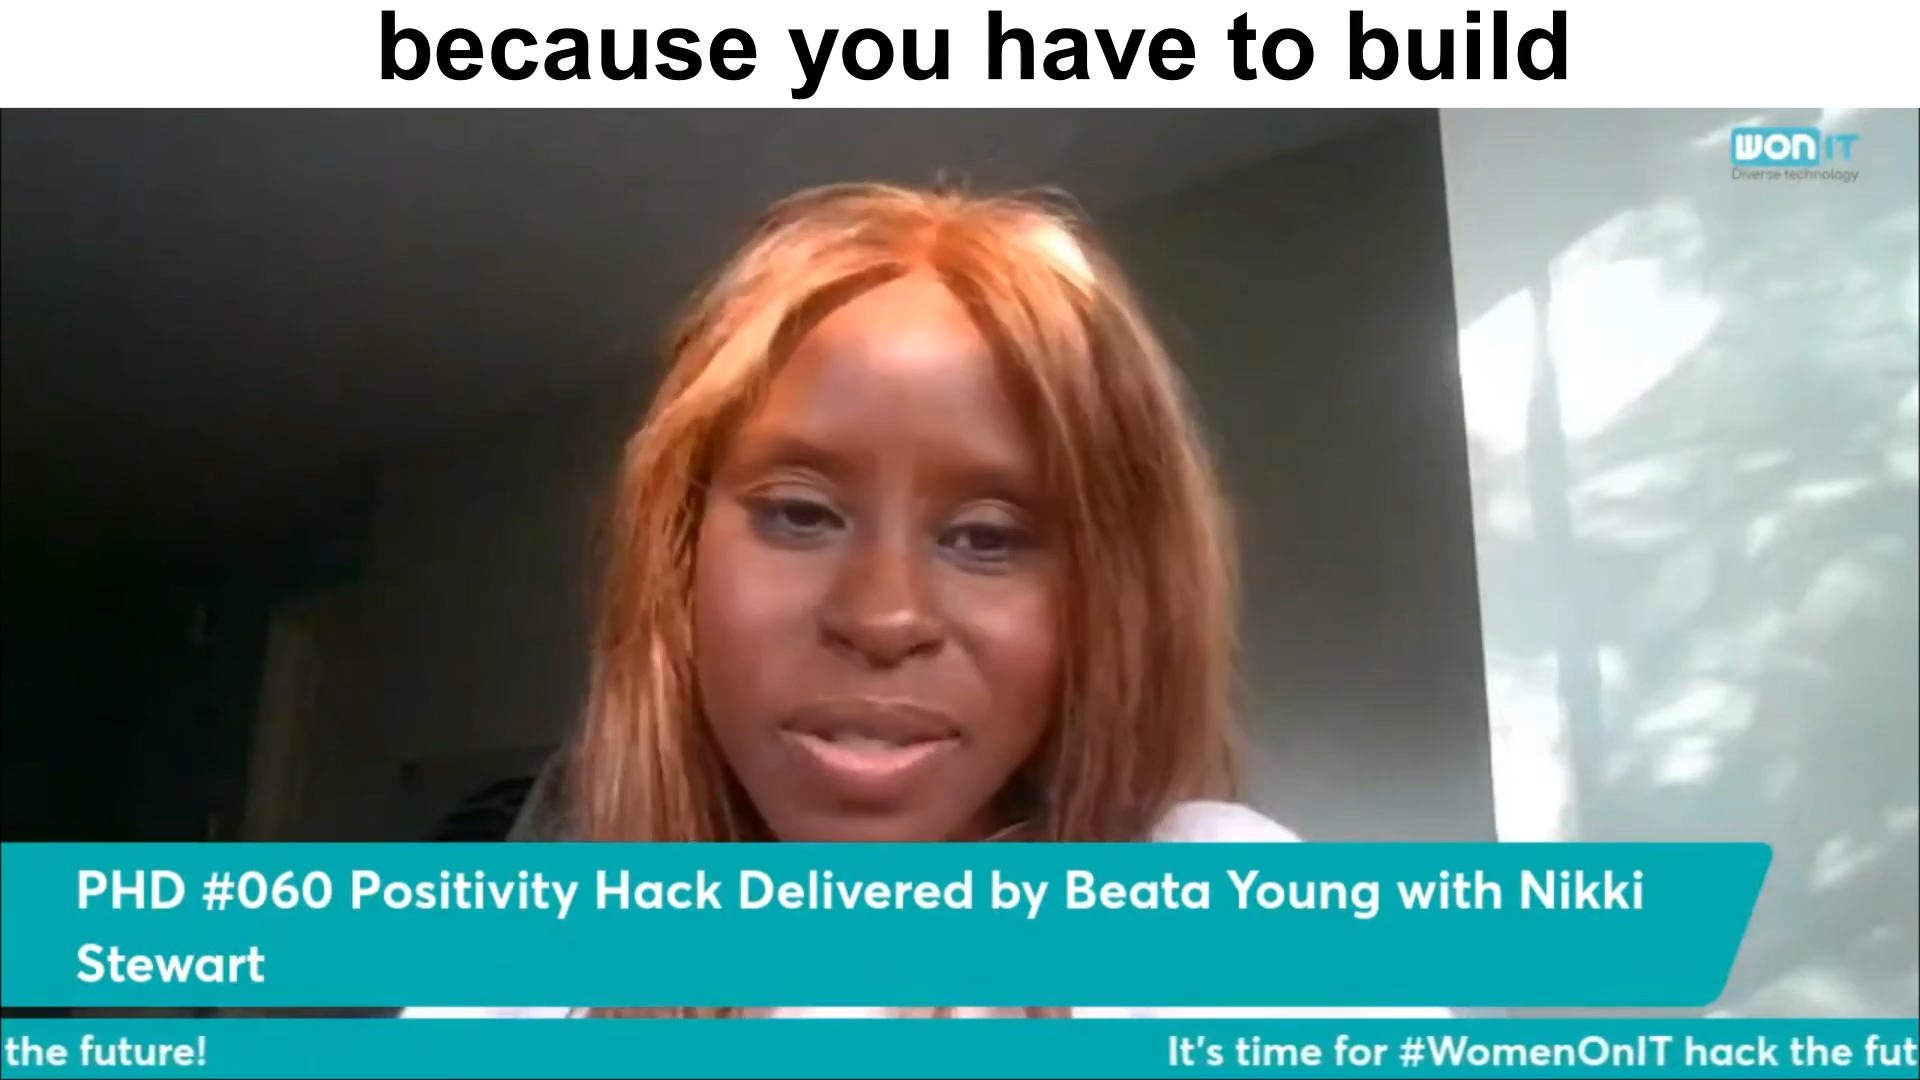 because you have to build
WON IT
Diverse technology
PHD #060 Positivity Hack Delivered by Beata Young with Nikki
Stewart
the future! It's time for #WomenOnIT hack the fut